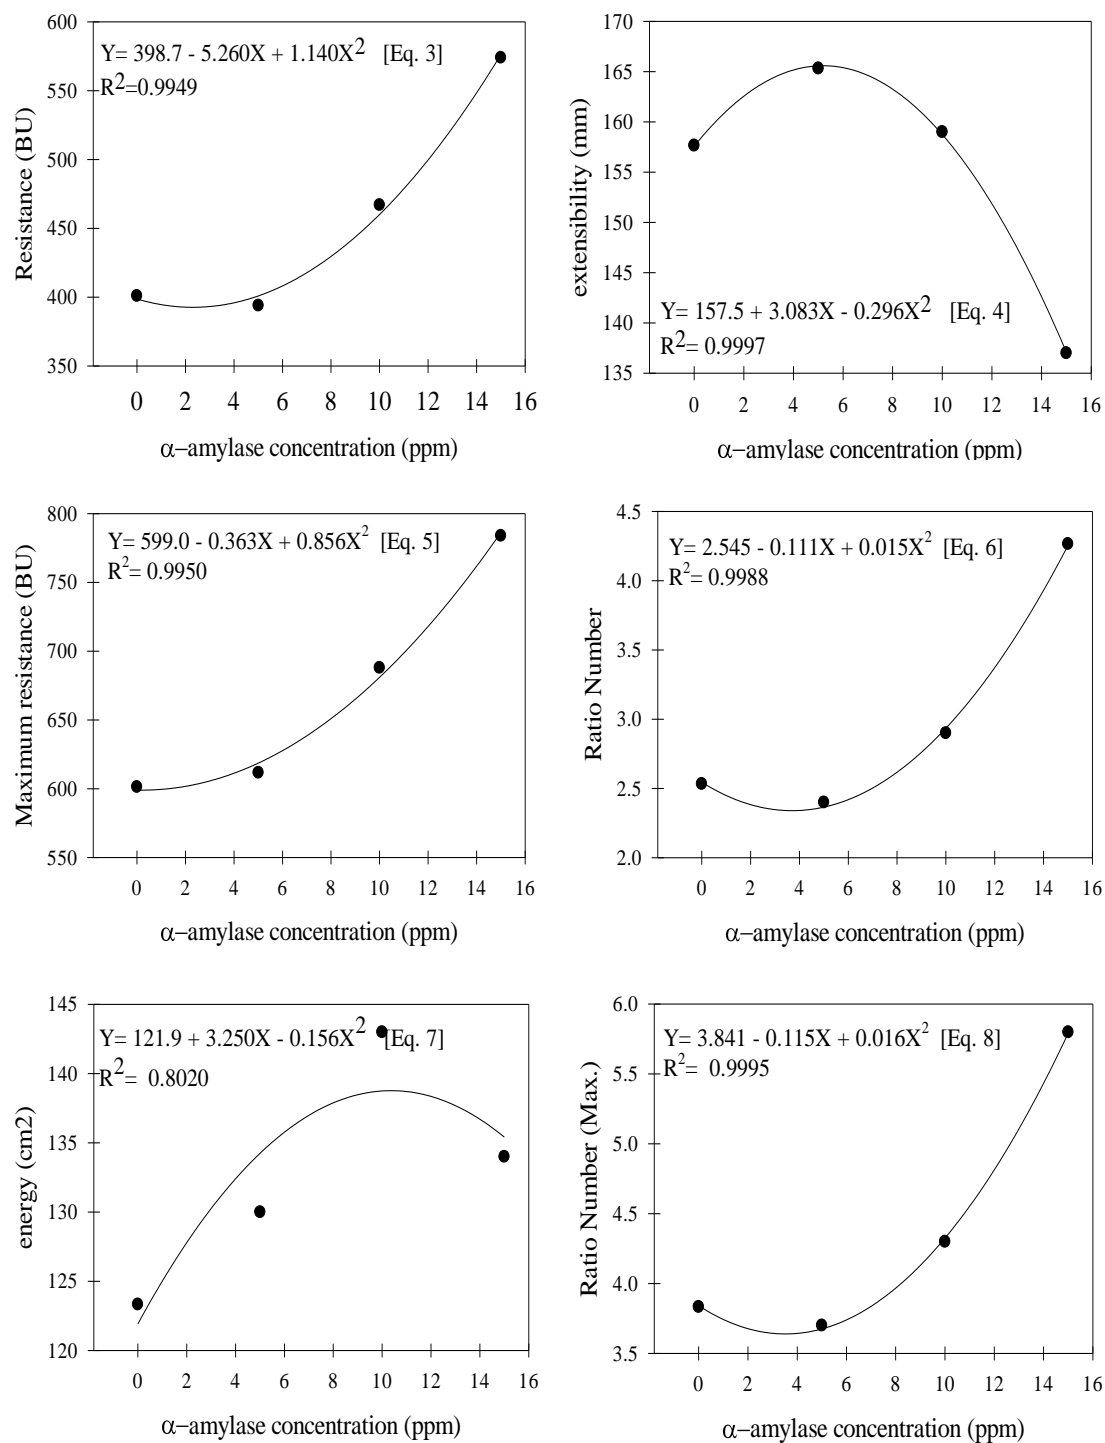 600
550
500
450
400
350
Resistance (BU)
Y= 398.7 - 5.260X + 1.140X² [Eq. 3]
R²=0.9949
0 2 4 6 8 10 12 14 16
α−amylase concentration (ppm)
170
165
160
155
150
145
140
135
extensibility (mm)
Y= 157.5 + 3.083X - 0.296X² [Eq. 4]
R²= 0.9997
0 2 4 6 8 10 12 14 16
α−amylase concentration (ppm)
800
750
700
650
600
550
Maximum resistance (BU)
Y= 599.0 - 0.363X + 0.856X² [Eq. 5]
R²= 0.9950
0 2 4 6 8 10 12 14 16
α−amylase concentration (ppm)
4.5
4.0
3.5
3.0
2.5
2.0
Ratio Number
Y= 2.545 - 0.111X + 0.015X² [Eq. 6]
R²= 0.9988
0 2 4 6 8 10 12 14 16
α−amylase concentration (ppm)
145
140
135
130
125
120
energy (cm2)
Y= 121.9 + 3.250X - 0.156X² [Eq. 7]
R²= 0.8020
0 2 4 6 8 10 12 14 16
α−amylase concentration (ppm)
6.0
5.5
5.0
4.5
4.0
3.5
Ratio Number (Max.)
Y= 3.841 - 0.115X + 0.016X² [Eq. 8]
R²= 0.9995
0 2 4 6 8 10 12 14 16
α−amylase concentration (ppm)